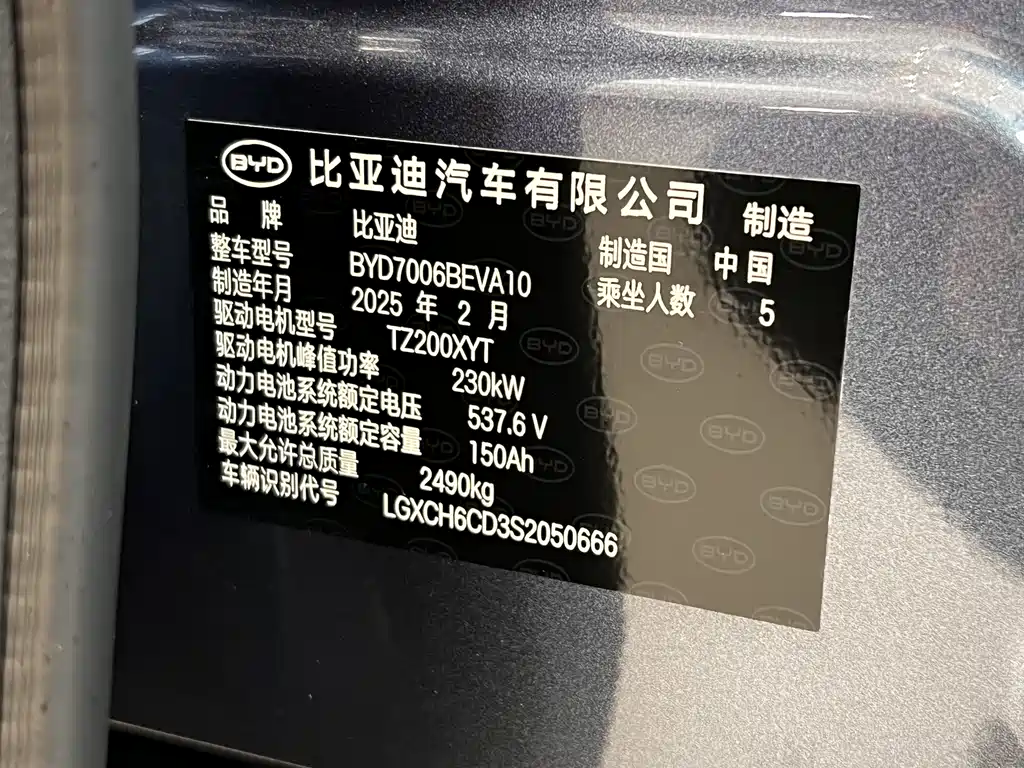 BYD 比亚迪汽车有限公司 制造
品牌 比亚迪 制造国 中国
整车型号 BYD7006BEVA10 乘坐人数 5
制造年月 2025 年 2 月
驱动电机型号 TZ200XYT
驱动电机峰值功率 230kW
动力电池系统额定电压 537.6 V
动力电池系统额定容量 150Ah
最大允许总质量 2490kg
车辆识别代号 LGXCH6CD3S2050666